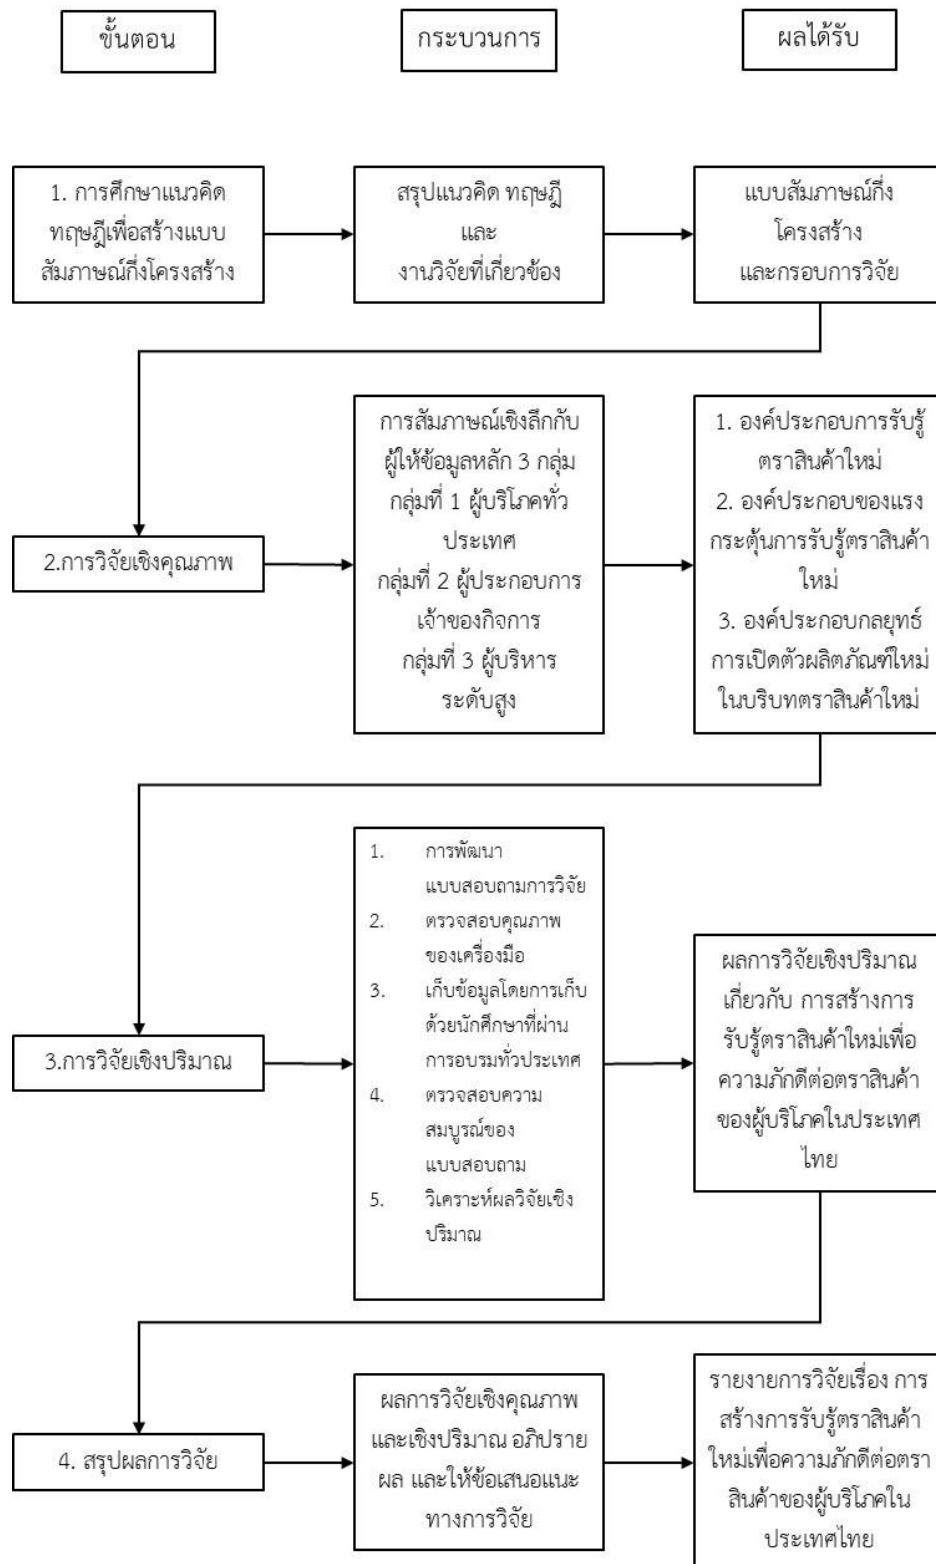 ขั้นตอน
กระบวนการ
ผลได้รับ
1. การศึกษาแนวคิด
ทฤษฎีเพื่อสร้างแบบ
สัมภาษณ์กึ่งโครงสร้าง
สรุปแนวคิด ทฤษฎี
และ
งานวิจัยที่เกี่ยวข้อง
แบบสัมภาษณ์กึ่ง
โครงสร้าง
และกรอบการวิจัย
2.การวิจัยเชิงคุณภาพ
การสัมภาษณ์เชิงลึกกับ
ผู้ให้ข้อมูลหลัก 3 กลุ่ม
กลุ่มที่ 1 ผู้บริโภคทั่ว
ประเทศ
กลุ่มที่ 2 ผู้ประกอบการ
เจ้าของกิจการ
กลุ่มที่ 3 ผู้บริหาร
ระดับสูง
1. องค์ประกอบการรับรู้
ตราสินค้าใหม่
2. องค์ประกอบของแรง
กระตุ้นการรับรู้ตราสินค้า
ใหม่
3. องค์ประกอบกลยุทธ์
การเปิดตัวผลิตภัณฑ์ใหม่
ในบริบทตราสินค้าใหม่
3.การวิจัยเชิงปริมาณ
1. การพัฒนา
แบบสอบถามการวิจัย
2. ตรวจสอบคุณภาพ
ของเครื่องมือ
3. เก็บข้อมูลโดยการเก็บ
ด้วยนักศึกษาที่ผ่าน
การอบรมทั่วประเทศ
4. ตรวจสอบความ
สมบูรณ์ของ
แบบสอบถาม
5. วิเคราะห์ผลวิจัยเชิง
ปริมาณ
ผลการวิจัยเชิงปริมาณ
เกี่ยวกับ การสร้างการ
รับรู้ตราสินค้าใหม่เพื่อ
ความภักดีต่อตราสินค้า
ของผู้บริโภคในประเทศ
ไทย
4. สรุปผลการวิจัย
ผลการวิจัยเชิงคุณภาพ
และเชิงปริมาณ อภิปราย
ผล และให้ข้อเสนอแนะ
ทางการวิจัย
รายงายการวิจัยเรื่อง การ
สร้างการรับรู้ตราสินค้า
ใหม่เพื่อความภักดีต่อตรา
สินค้าของผู้บริโภคใน
ประเทศไทย